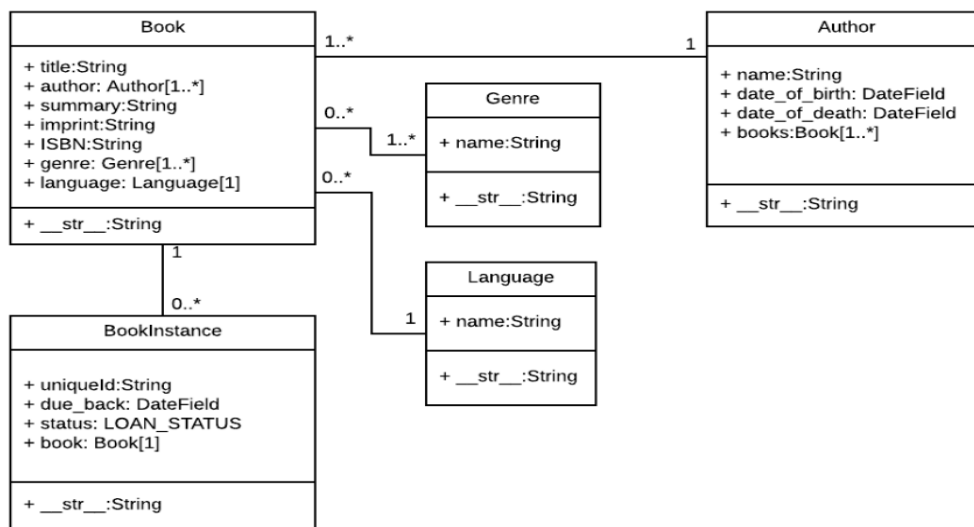 Book
+ title:String
+ author: Author[1..*]
+ summary:String
+ imprint:String
+ ISBN:String
+ genre: Genre[1..*]
+ language: Language[1]
+ __str__:String
1..*
1
0..*
1..*
0..*
1
1
0..*
Author
+ name:String
+ date_of_birth: DateField
+ date_of_death: DateField
+ books:Book[1..*]
+ __str__:String
Genre
+ name:String
+ __str__:String
Language
+ name:String
+ __str__:String
BookInstance
+ uniqueId:String
+ due_back: DateField
+ status: LOAN_STATUS
+ book: Book[1]
+ __str__:String